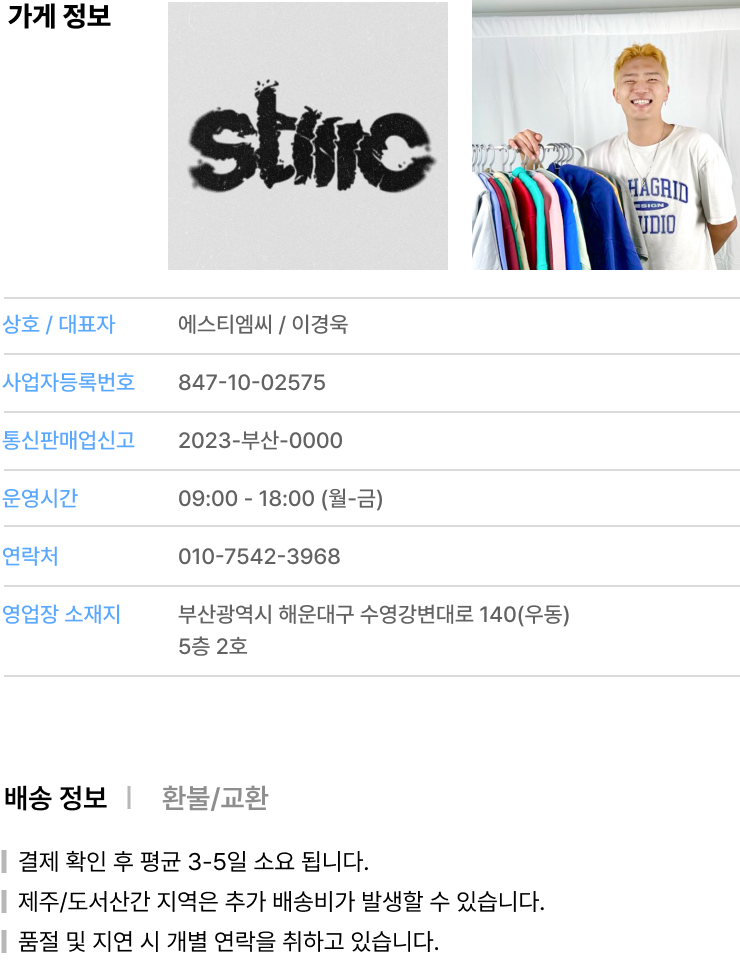 가게 정보
stmc
HAGRID
ESIGN
UDIO
상호 / 대표자 에스티엠씨 / 이경욱
사업자등록번호 847-10-02575
통신판매업신고 2023-부산-0000
운영시간 09:00 - 18:00 (월-금)
연락처 010-7542-3968
영업장 소재지 부산광역시 해운대구 수영강변대로 140(우동)
5층 2호
배송 정보 | 환불/교환
결제 확인 후 평균 3-5일 소요 됩니다.
제주/도서산간 지역은 추가 배송비가 발생할 수 있습니다.
품절 및 지연 시 개별 연락을 취하고 있습니다.